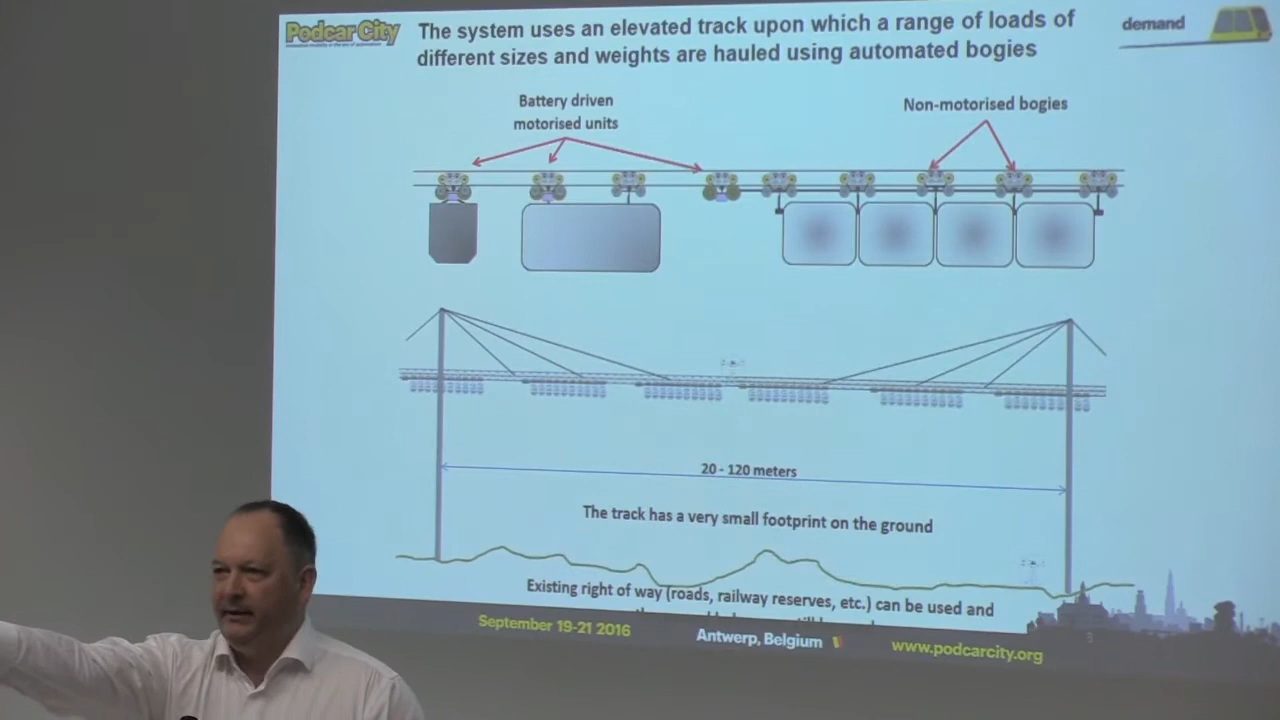 Podcar City
The system uses an elevated track upon which a range of loads of
different sizes and weights are hauled using automated bogies
demand
Battery driven
motorised units
Non-motorised bogies
20 - 120 meters
The track has a very small footprint on the ground
Existing right of way (roads, railway reserves, etc.) can be used and
September 19-21 2016
Antwerp, Belgium
www.podcarcity.org
3